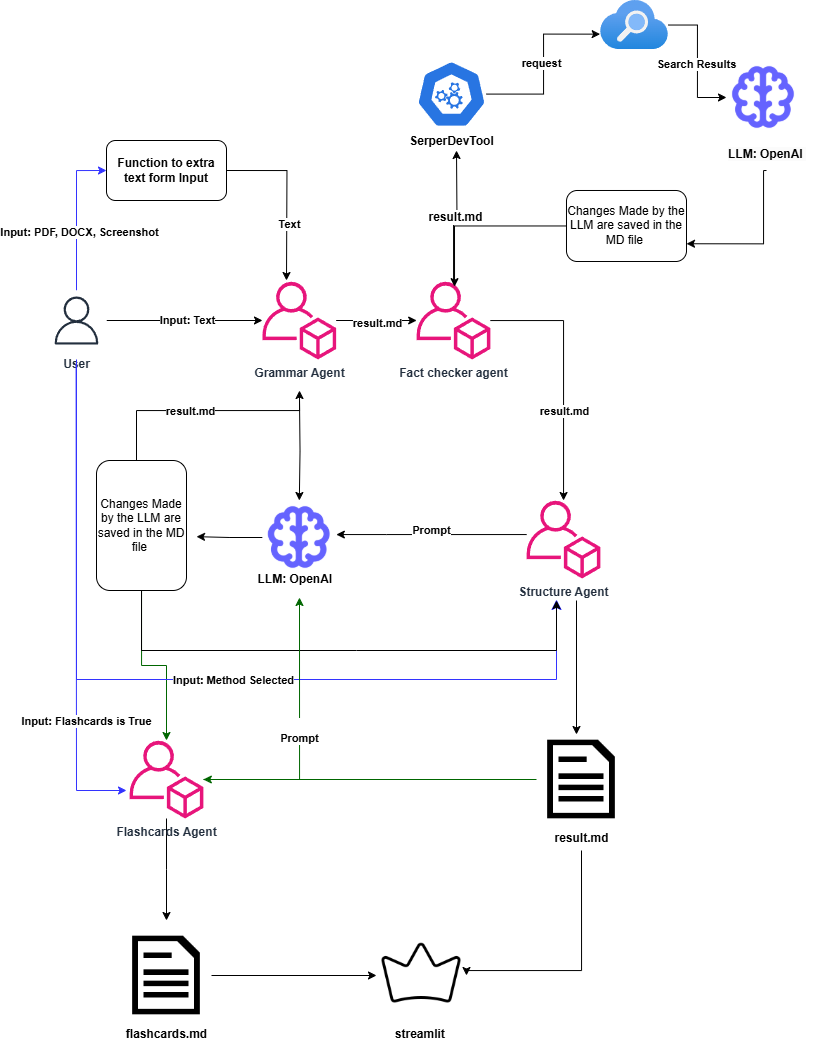 request
Search Results
SerperDevTool
LLM: OpenAI
Function to extra
text form Input
Input: PDF, DOCX, Screenshot
Text
result.md
Changes Made by the
LLM are saved in the
MD file
Input: Text
result.md
User
Grammar Agent
Fact checker agent
result.md
result.md
Changes Made
by the LLM are
saved in the MD
file
Prompt
LLM: OpenAI
Structure Agent
Input: Method Selected
Input: Flashcards is True
Prompt
Flashcards Agent
result.md
flashcards.md
streamlit